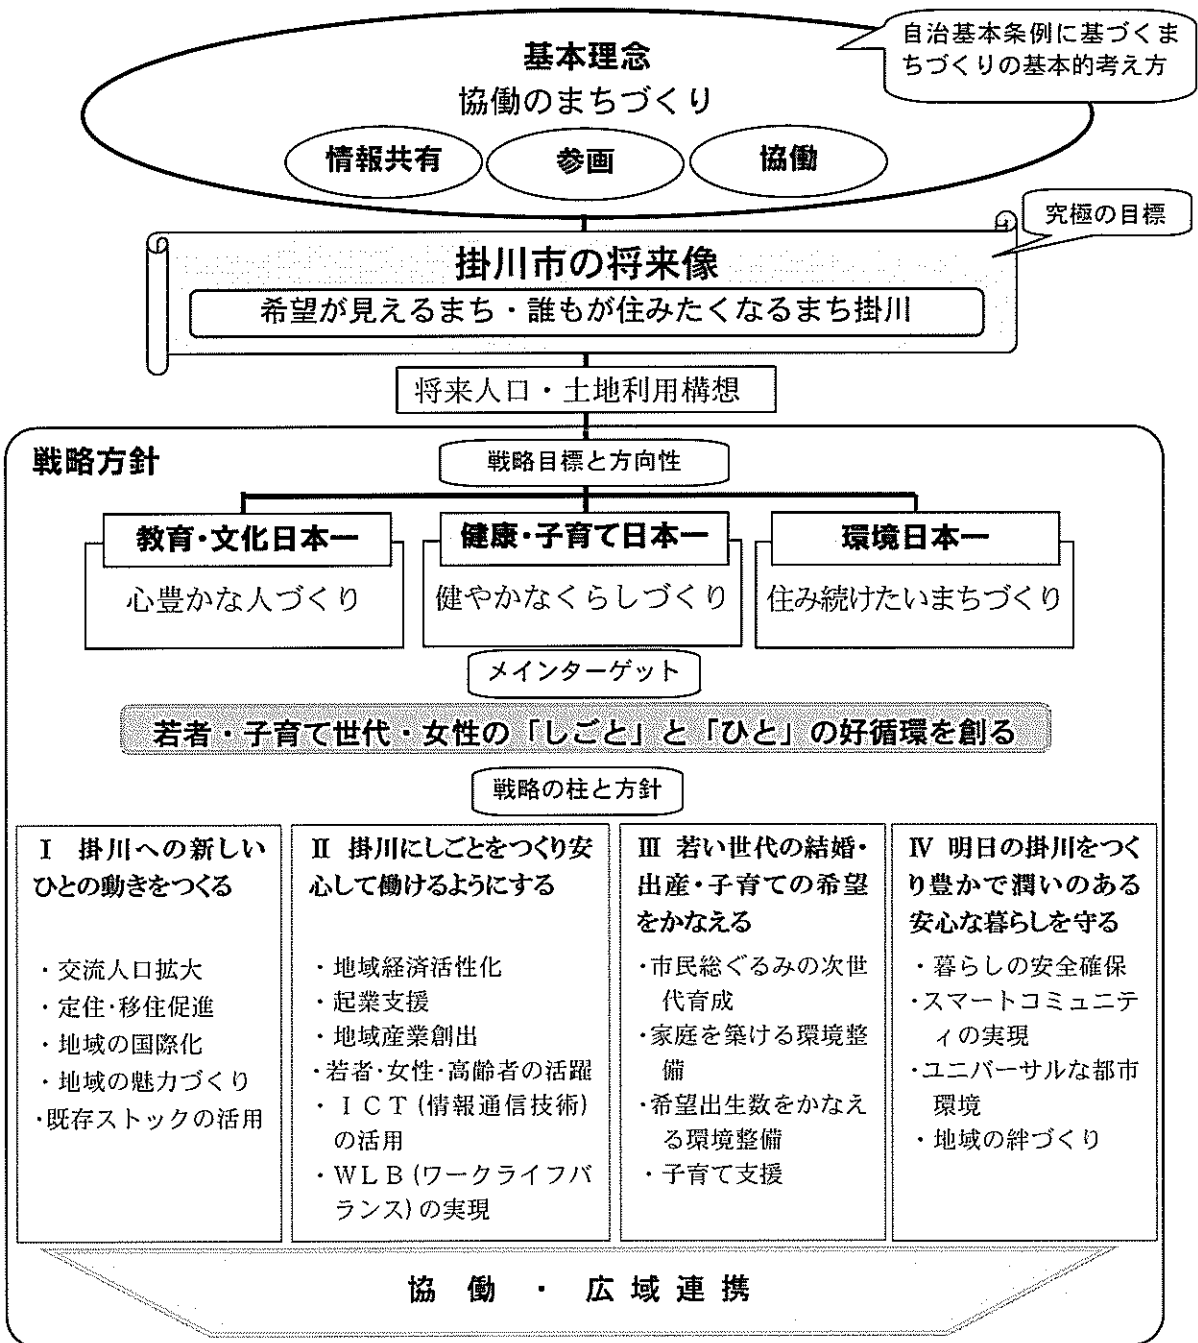 自治基本条例に基づくま
ちづくりの基本的考え方
基本理念
協働のまちづくり
情報共有
参画
協働
究極の目標
掛川市の将来像
希望が見えるまち・誰もが住みたくなるまち掛川
将来人口・土地利用構想
戦略方針
戦略目標と方向性
教育・文化日本一
心豊かな人づくり
健康・子育て日本一
健やかなくらしづくり
環境日本一
住み続けたいまちづくり
メインターゲット
若者・子育て世代・女性の「しごと」と「ひと」の好循環を創る
戦略の柱と方針
Ⅰ 掛川への新しい
ひとの動きをつくる
・交流人口拡大
・定住・移住促進
・地域の国際化
・地域の魅力づくり
・既存ストックの活用
Ⅱ 掛川にしごとをつくり安
心して働けるようにする
・地域経済活性化
・起業支援
・地域産業創出
・若者・女性・高齢者の活躍
・ＩＣＴ(情報通信技術)
の活用
・ＷＬＢ(ワークライフバ
ランス)の実現
Ⅲ 若い世代の結婚・
出産・子育ての希望
をかなえる
・市民総ぐるみの次世
代育成
・家庭を築ける環境整
備
・希望出生数をかなえ
る環境整備
・子育て支援
Ⅳ 明日の掛川をつく
り豊かで潤いのある
安心な暮らしを守る
・暮らしの安全確保
・スマートコミュニテ
ィの実現
・ユニバーサルな都市
環境
・地域の絆づくり
協働・広域連携